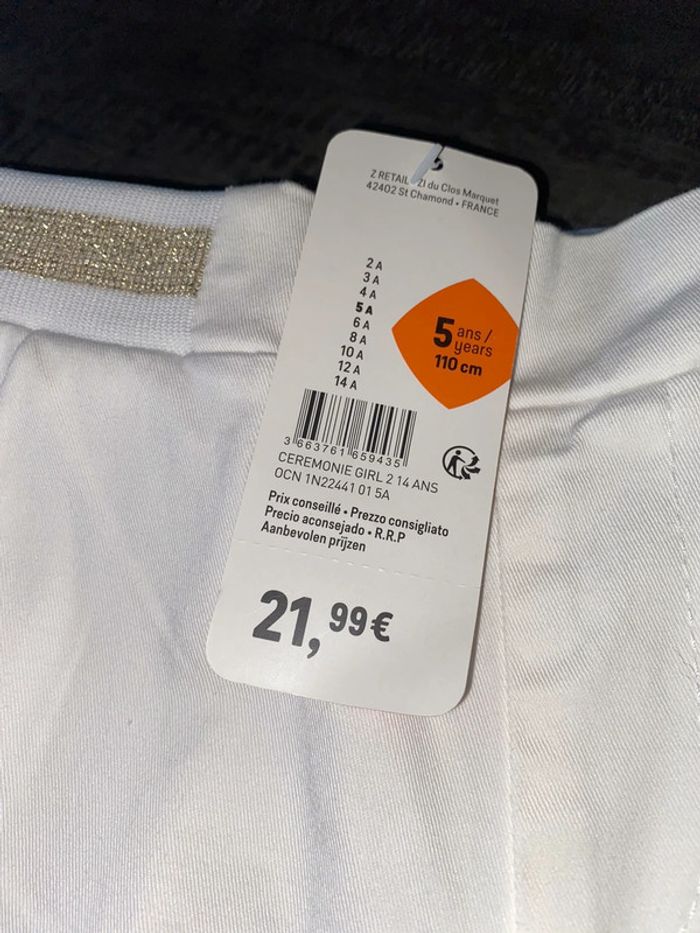 Z RETAIL ZI du Clos Marquet
42402 St Chamond • FRANCE
2 A
3 A
4 A
5 A
6 A
8 A
10 A
12 A
14 A
5 ans /
years
110 cm
3 663761 659435
CEREMONIE GIRL 2 14 ANS
OCN 1N22441 01 5A
Prix conseillé • Prezzo consigliato
Precio aconsejado • R.R.P
Aanbevolen prijzen
21,99€